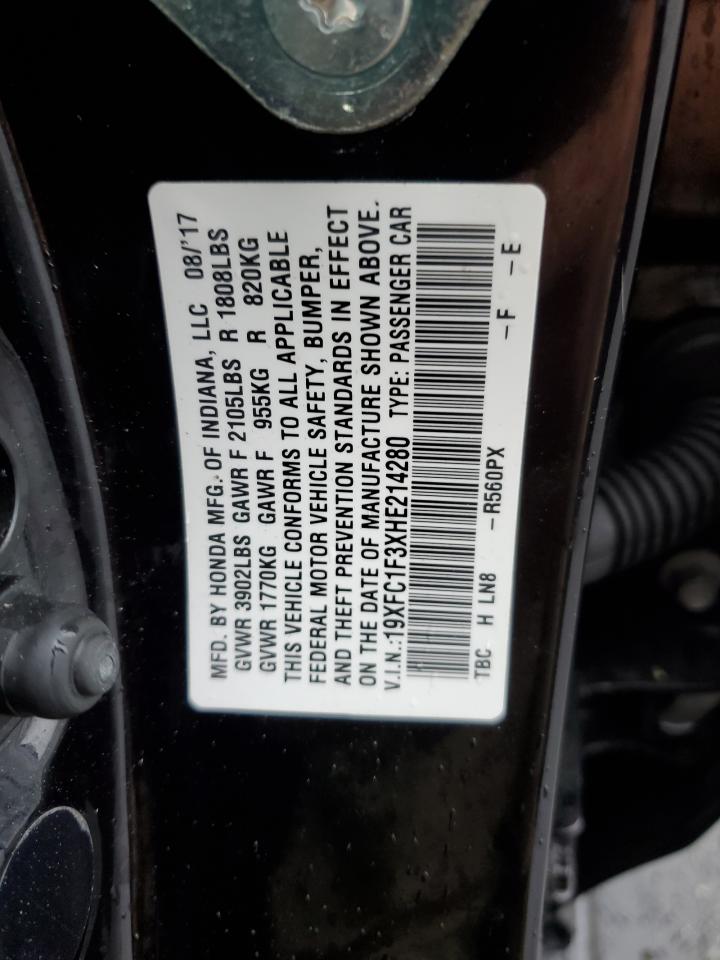 MFD. BY HONDA MFG. OF INDIANA, LLC 08/'17
GVWR 3902LBS GAWR F 2105LBS R 1808LBS
GVWR 1770KG GAWR F 955KG R 820KG
THIS VEHICLE CONFORMS TO ALL APPLICABLE
FEDERAL MOTOR VEHICLE SAFETY, BUMPER,
AND THEFT PREVENTION STANDARDS IN EFFECT
ON THE DATE OF MANUFACTURE SHOWN ABOVE.
V.I.N.:19XFC1F3XHE214280 TYPE: PASSENGER CAR
TBC H LN8 -R560PX -F -E